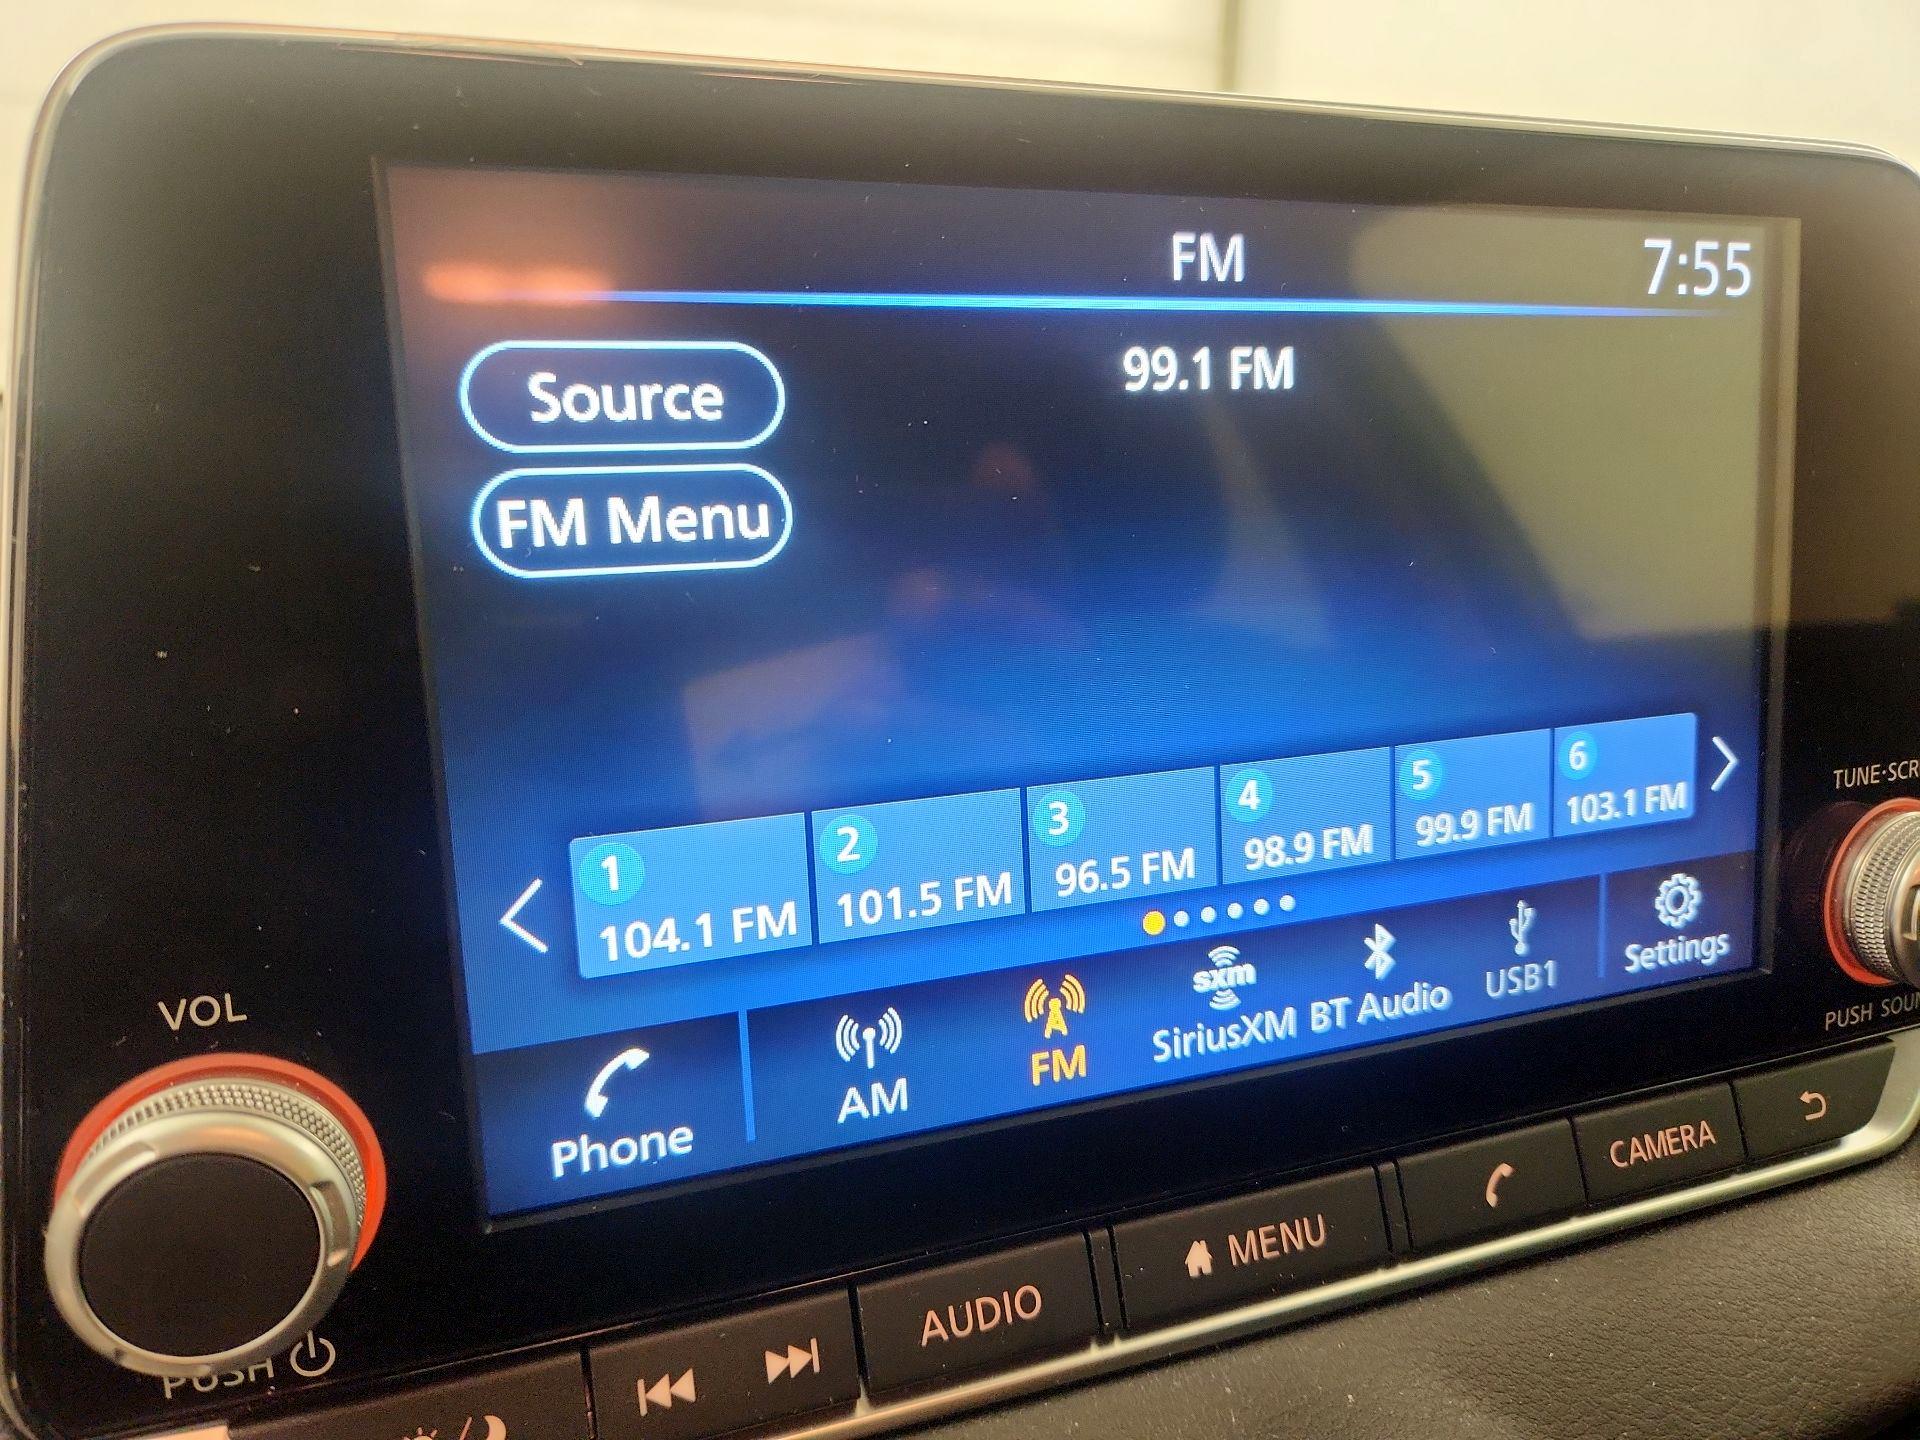 FM
7:55
Source
99.1 FM
FM Menu
1
104.1 FM
2
101.5 FM
3
96.5 FM
4
98.9 FM
5
99.9 FM
6
103.1 FM
Phone
AM
FM
sxm
SiriusXM
BT Audio
USB1
Settings
VOL
PUSH
TUNE·SCR
PUSH SOUN
AUDIO
MENU
CAMERA